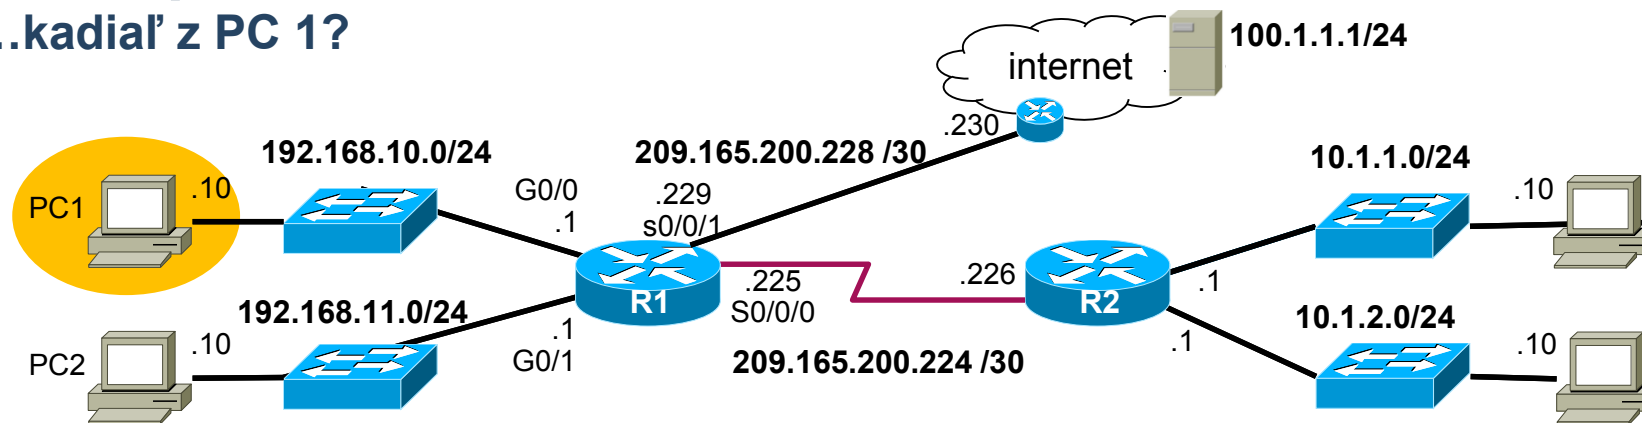 …kadiaľ z PC 1?
100.1.1.1/24
internet
.230
192.168.10.0/24
209.165.200.228 /30
10.1.1.0/24
PC1
.10
G0/0
.1
.229
s0/0/1
.10
R1
.225
S0/0/0
.226
R2
.1
192.168.11.0/24
.1
G0/1
10.1.2.0/24
PC2
.10
209.165.200.224 /30
.1
.10